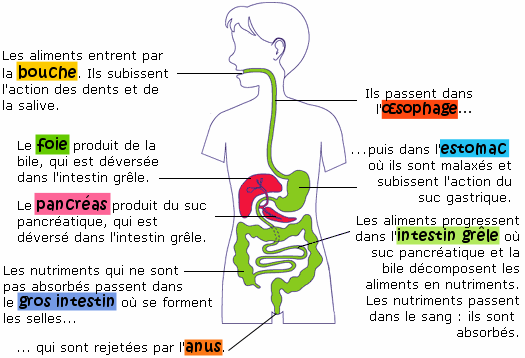 Les aliments entrent par
la bouche. Ils subissent
l'action des dents et de
la salive.
Ils passent dans
l'œsophage...
...puis dans l'estomac
où ils sont malaxés et
subissent l'action du
suc gastrique.
Le foie produit de la
bile, qui est déversée
dans l'intestin grêle.
Le pancréas produit du suc
pancréatique, qui est
déversé dans l'intestin grêle.
Les aliments progressent
dans l'intestin grêle où
suc pancréatique et la
bile décomposent les
aliments en nutriments.
Les nutriments passent
dans le sang : ils sont
absorbés.
Les nutriments qui ne sont
pas absorbés passent dans
le gros intestin où se forment
les selles...
... qui sont rejetées par l'anus.